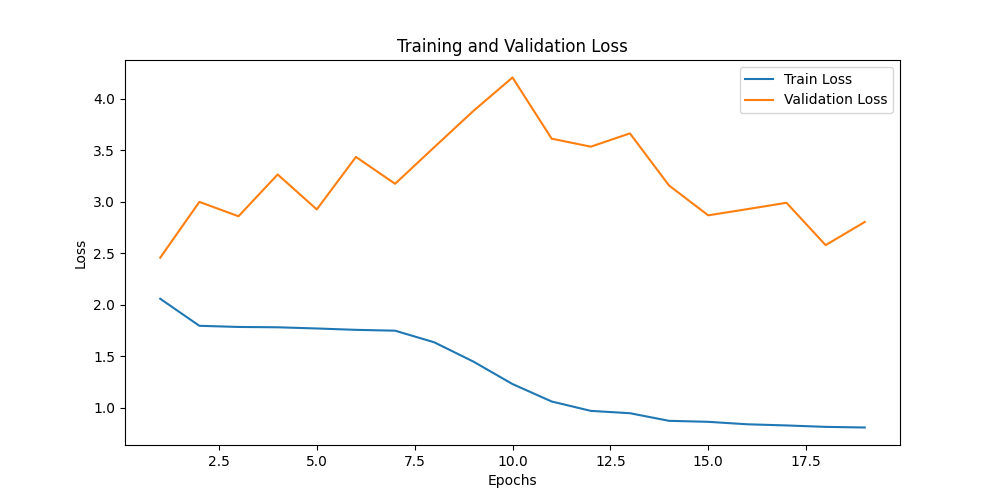 Training and Validation Loss
Train Loss
Validation Loss
4.0
3.5
3.0
2.5
2.0
1.5
1.0
Loss
2.5 5.0 7.5 10.0 12.5 15.0 17.5
Epochs